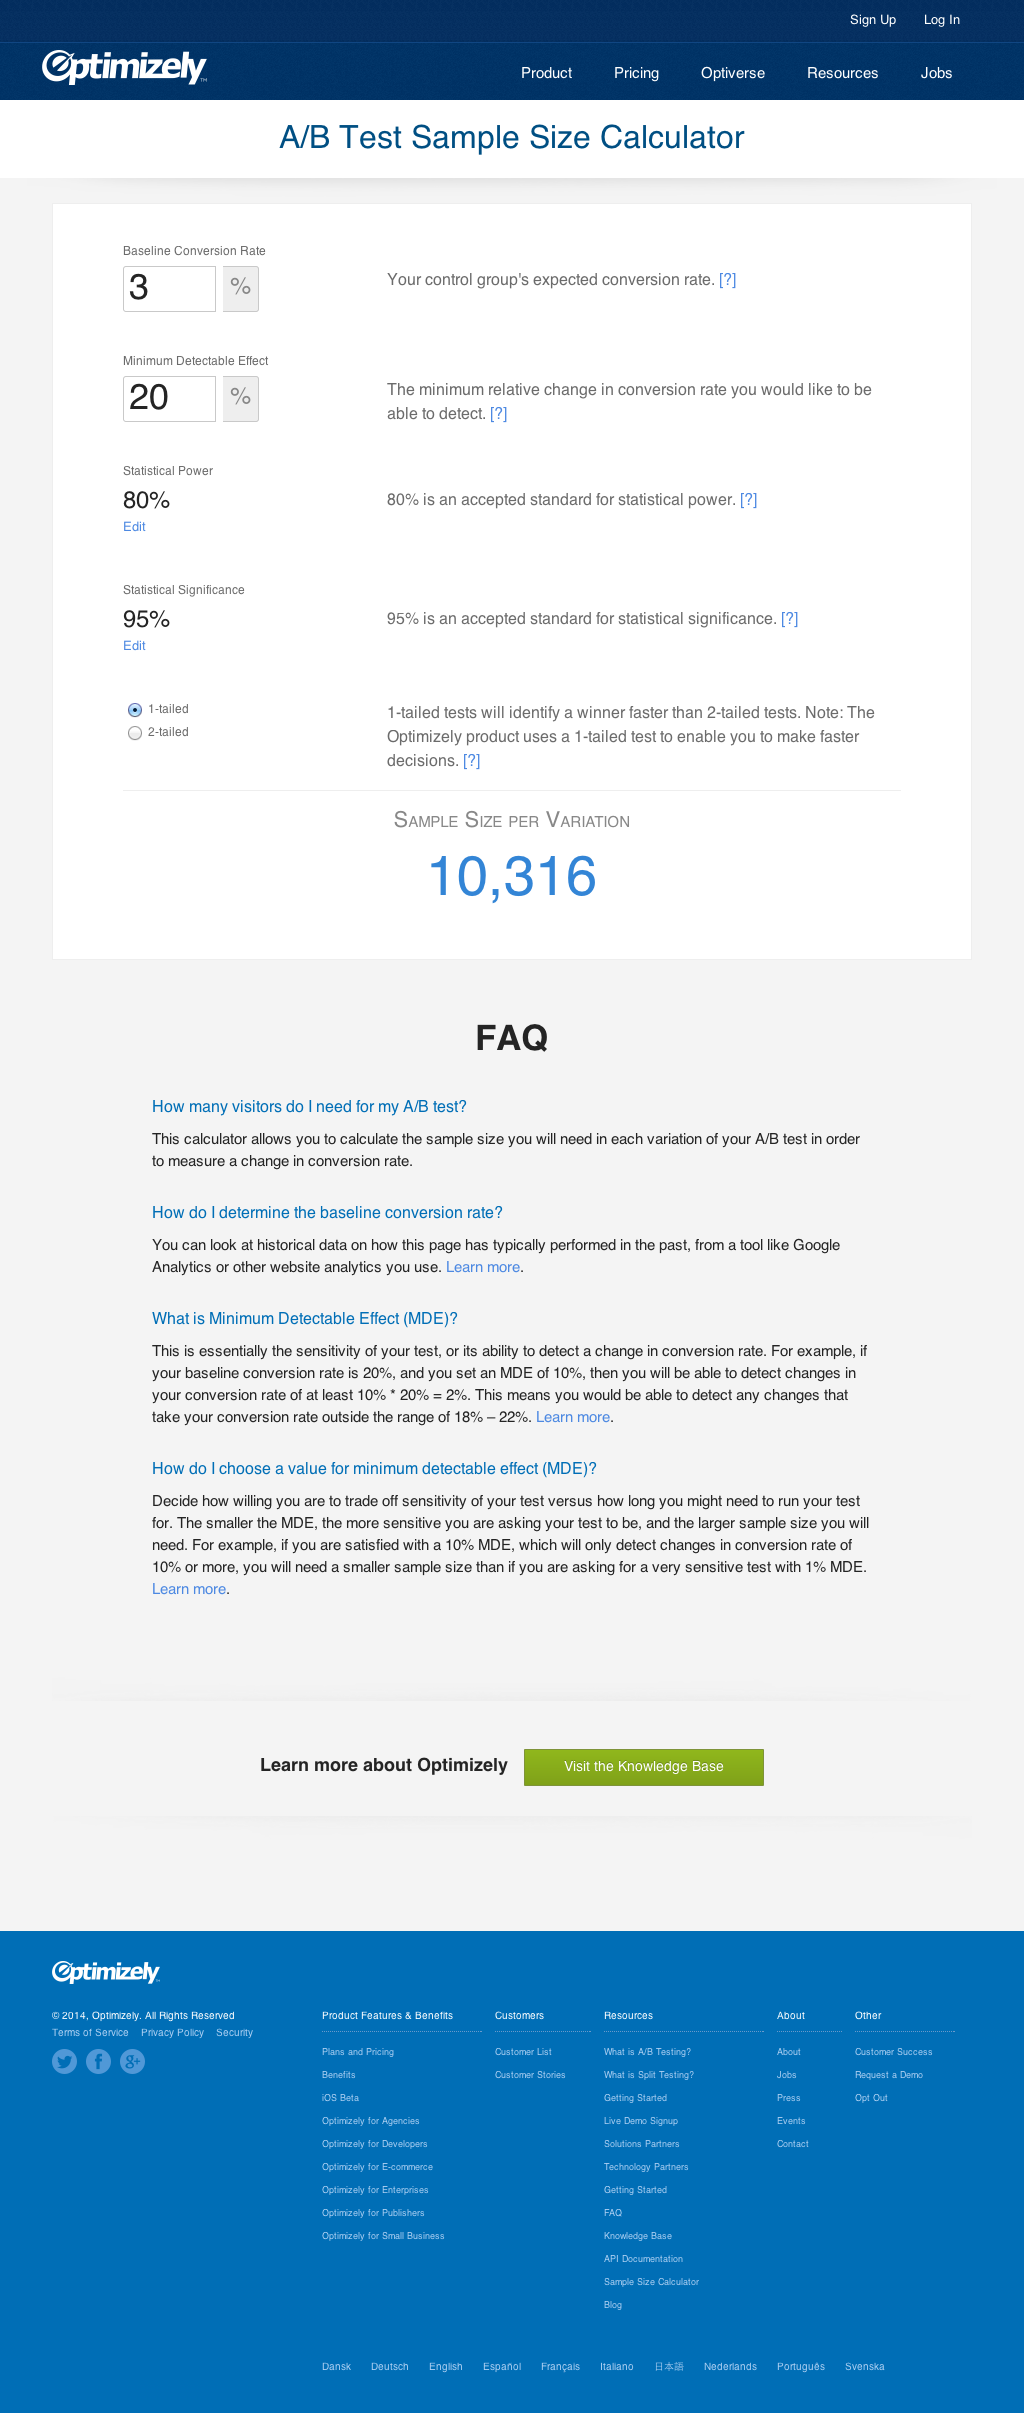 Sign Up Log In
Optimizely™
Product Pricing Optiverse Resources Jobs
A/B Test Sample Size Calculator
Baseline Conversion Rate
3 %
Your control group's expected conversion rate. [?]
Minimum Detectable Effect
20 %
The minimum relative change in conversion rate you would like to be
able to detect. [?]
Statistical Power
80%
Edit
80% is an accepted standard for statistical power. [?]
Statistical Significance
95%
Edit
95% is an accepted standard for statistical significance. [?]
1-tailed
2-tailed
1-tailed tests will identify a winner faster than 2-tailed tests. Note: The
Optimizely product uses a 1-tailed test to enable you to make faster
decisions. [?]
Sample Size per Variation
10,316
FAQ
How many visitors do I need for my A/B test?
This calculator allows you to calculate the sample size you will need in each variation of your A/B test in order
to measure a change in conversion rate.
How do I determine the baseline conversion rate?
You can look at historical data on how this page has typically performed in the past, from a tool like Google
Analytics or other website analytics you use. Learn more.
What is Minimum Detectable Effect (MDE)?
This is essentially the sensitivity of your test, or its ability to detect a change in conversion rate. For example, if
your baseline conversion rate is 20%, and you set an MDE of 10%, then you will be able to detect changes in
your conversion rate of at least 10% * 20% = 2%. This means you would be able to detect any changes that
take your conversion rate outside the range of 18% – 22%. Learn more.
How do I choose a value for minimum detectable effect (MDE)?
Decide how willing you are to trade off sensitivity of your test versus how long you might need to run your test
for. The smaller the MDE, the more sensitive you are asking your test to be, and the larger sample size you will
need. For example, if you are satisfied with a 10% MDE, which will only detect changes in conversion rate of
10% or more, you will need a smaller sample size than if you are asking for a very sensitive test with 1% MDE.
Learn more.
Learn more about Optimizely Visit the Knowledge Base
Optimizely
© 2014, Optimizely. All Rights Reserved
Terms of Service Privacy Policy Security
Product Features & Benefits
Plans and Pricing
Benefits
iOS Beta
Optimizely for Agencies
Optimizely for Developers
Optimizely for E-commerce
Optimizely for Enterprises
Optimizely for Publishers
Optimizely for Small Business
Customers
Customer List
Customer Stories
Resources
What is A/B Testing?
What is Split Testing?
Getting Started
Live Demo Signup
Solutions Partners
Technology Partners
Getting Started
FAQ
Knowledge Base
API Documentation
Sample Size Calculator
Blog
About
About
Jobs
Press
Events
Contact
Other
Customer Success
Request a Demo
Opt Out
Dansk Deutsch English Español Français Italiano 日本語 Nederlands Português Svenska